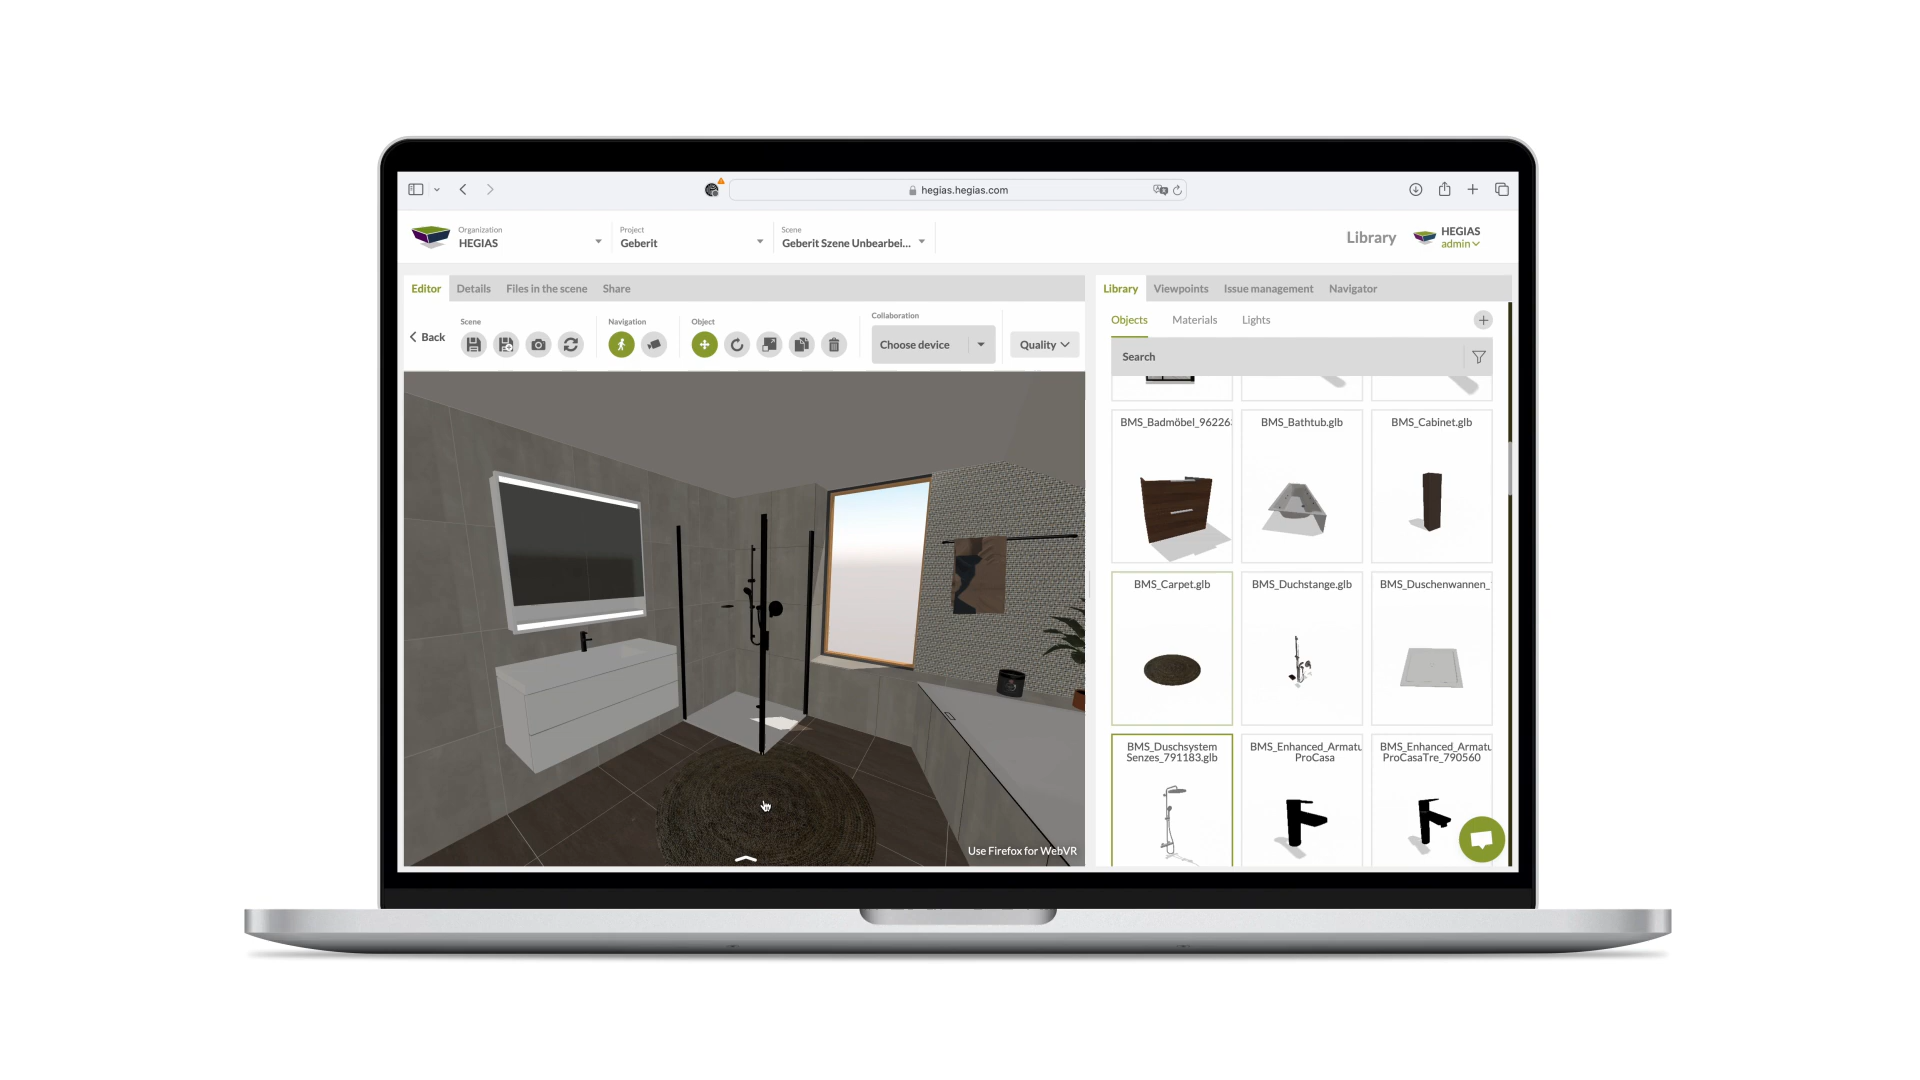 hegias.hegias.com
Organization
HEGIAS
Project
Geberit
Scene
Geberit Szene Unbearbei...
Library
HEGIAS
admin
Editor
Details
Files in the scene
Share
Back
Scene
Navigation
Object
Collaboration
Choose device
Quality
Use Firefox for WebVR
Library
Viewpoints
Issue management
Navigator
Objects
Materials
Lights
Search
BMS_Badmöbel_96226
BMS_Bathtub.glb
BMS_Cabinet.glb
BMS_Carpet.glb
BMS_Duchstange.glb
BMS_Duschenwannen_
BMS_Duschsystem
Senzes_791183.glb
BMS_Enhanced_Armatu
ProCasa
BMS_Enhanced_Armatu
ProCasaTre_790560